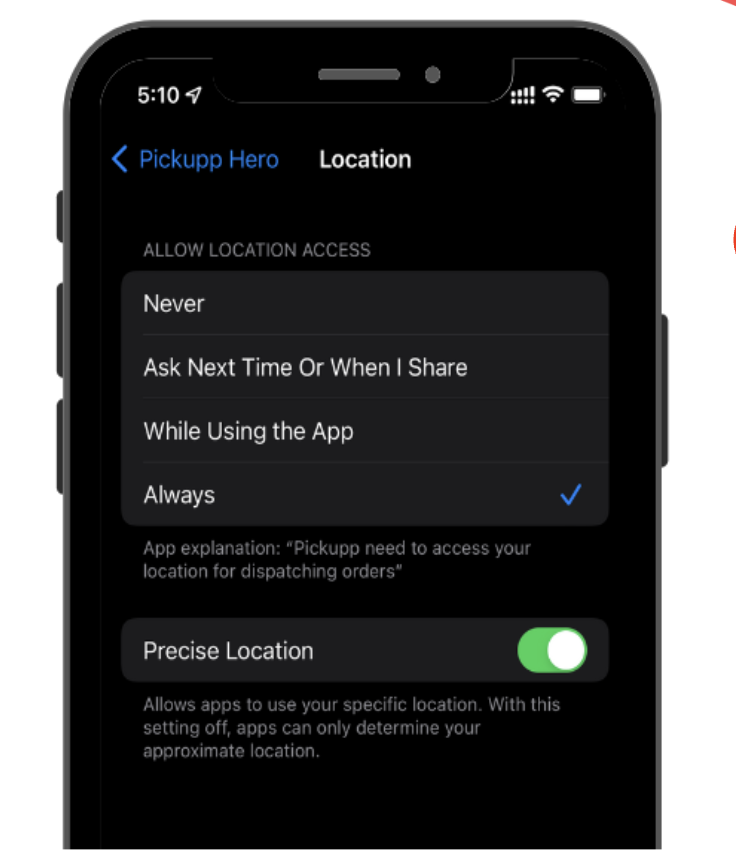 5:10
Pickupp Hero Location
ALLOW LOCATION ACCESS
Never
Ask Next Time Or When I Share
While Using the App
Always
App explanation: “Pickupp need to access your
location for dispatching orders”
Precise Location
Allows apps to use your specific location. With this
setting off, apps can only determine your
approximate location.